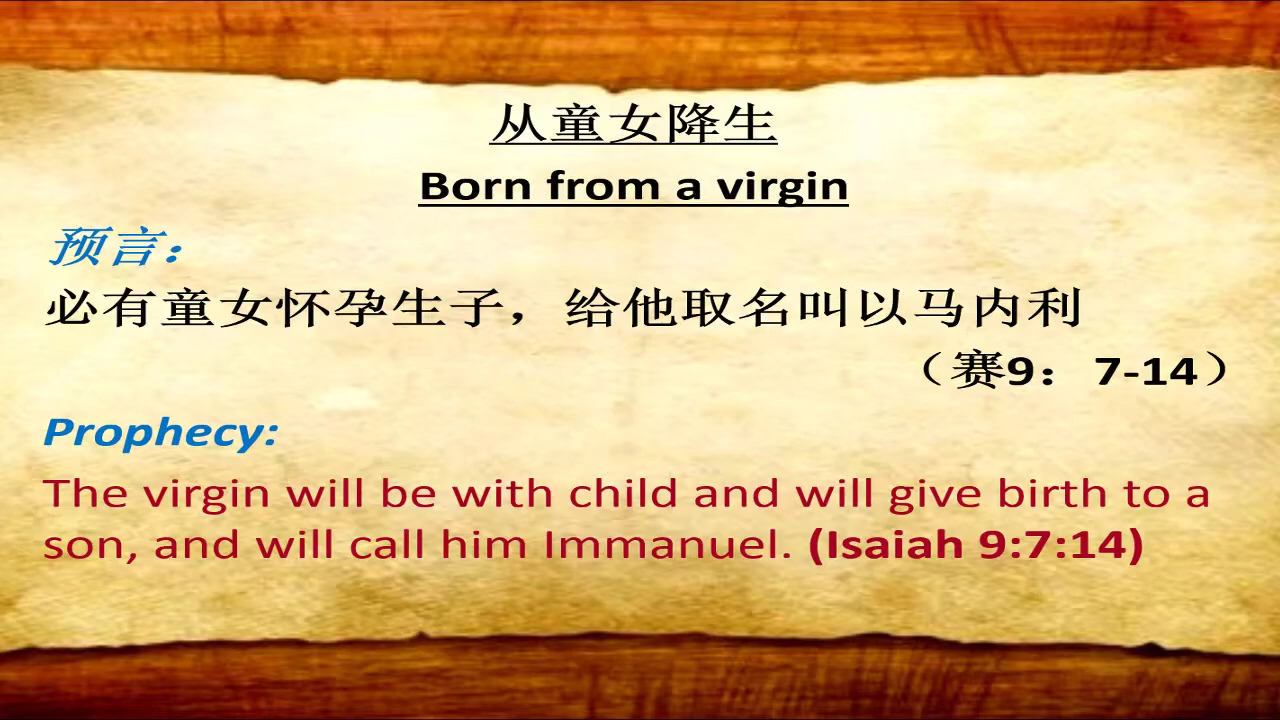 从童女降生
Born from a virgin
预言：
必有童女怀孕生子，给他取名叫以马内利
（赛9： 7-14）
Prophecy:
The virgin will be with child and will give birth to a
son, and will call him Immanuel. (Isaiah 9:7:14)